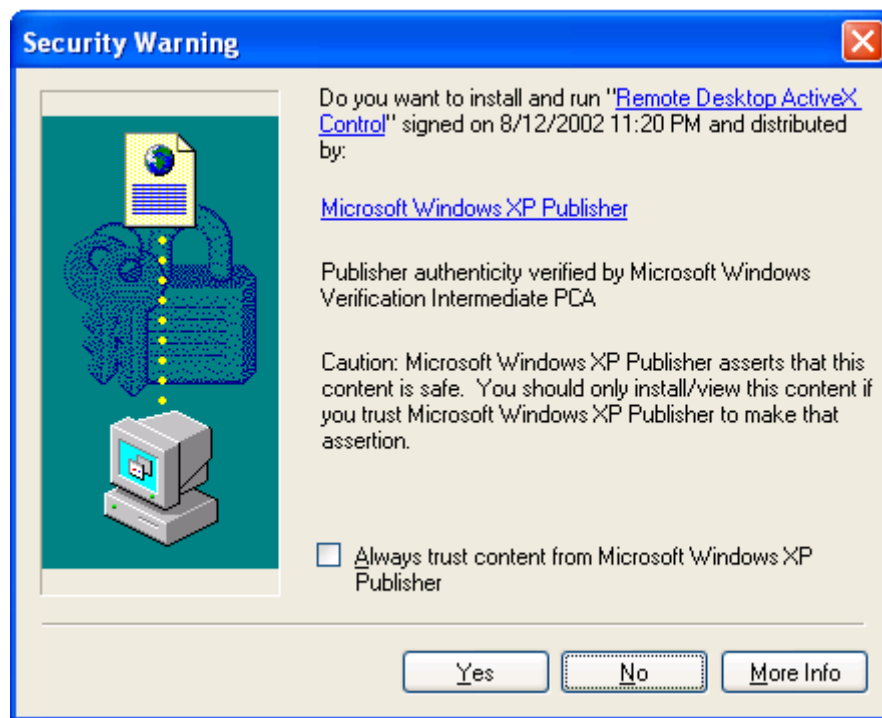 Security Warning
Do you want to install and run "Remote Desktop ActiveX
Control" signed on 8/12/2002 11:20 PM and distributed
by:
Microsoft Windows XP Publisher
Publisher authenticity verified by Microsoft Windows
Verification Intermediate PCA
Caution: Microsoft Windows XP Publisher asserts that this
content is safe.  You should only install/view this content if
you trust Microsoft Windows XP Publisher to make that
assertion.
Always trust content from Microsoft Windows XP
Publisher
Yes No More Info